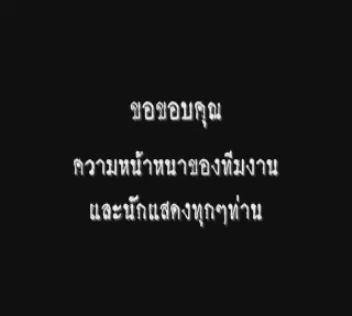 ขอขอบคุณ
ความหน้าหนาของทีมงาน
และนักแสดงทุกๆท่าน